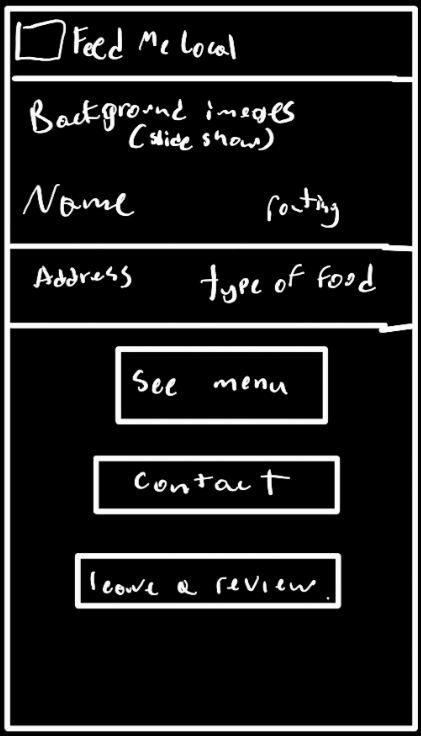 Feed Me Local
Background images
(slide show)
Name rating
Address type of food
See menu
Contact
leave a review.